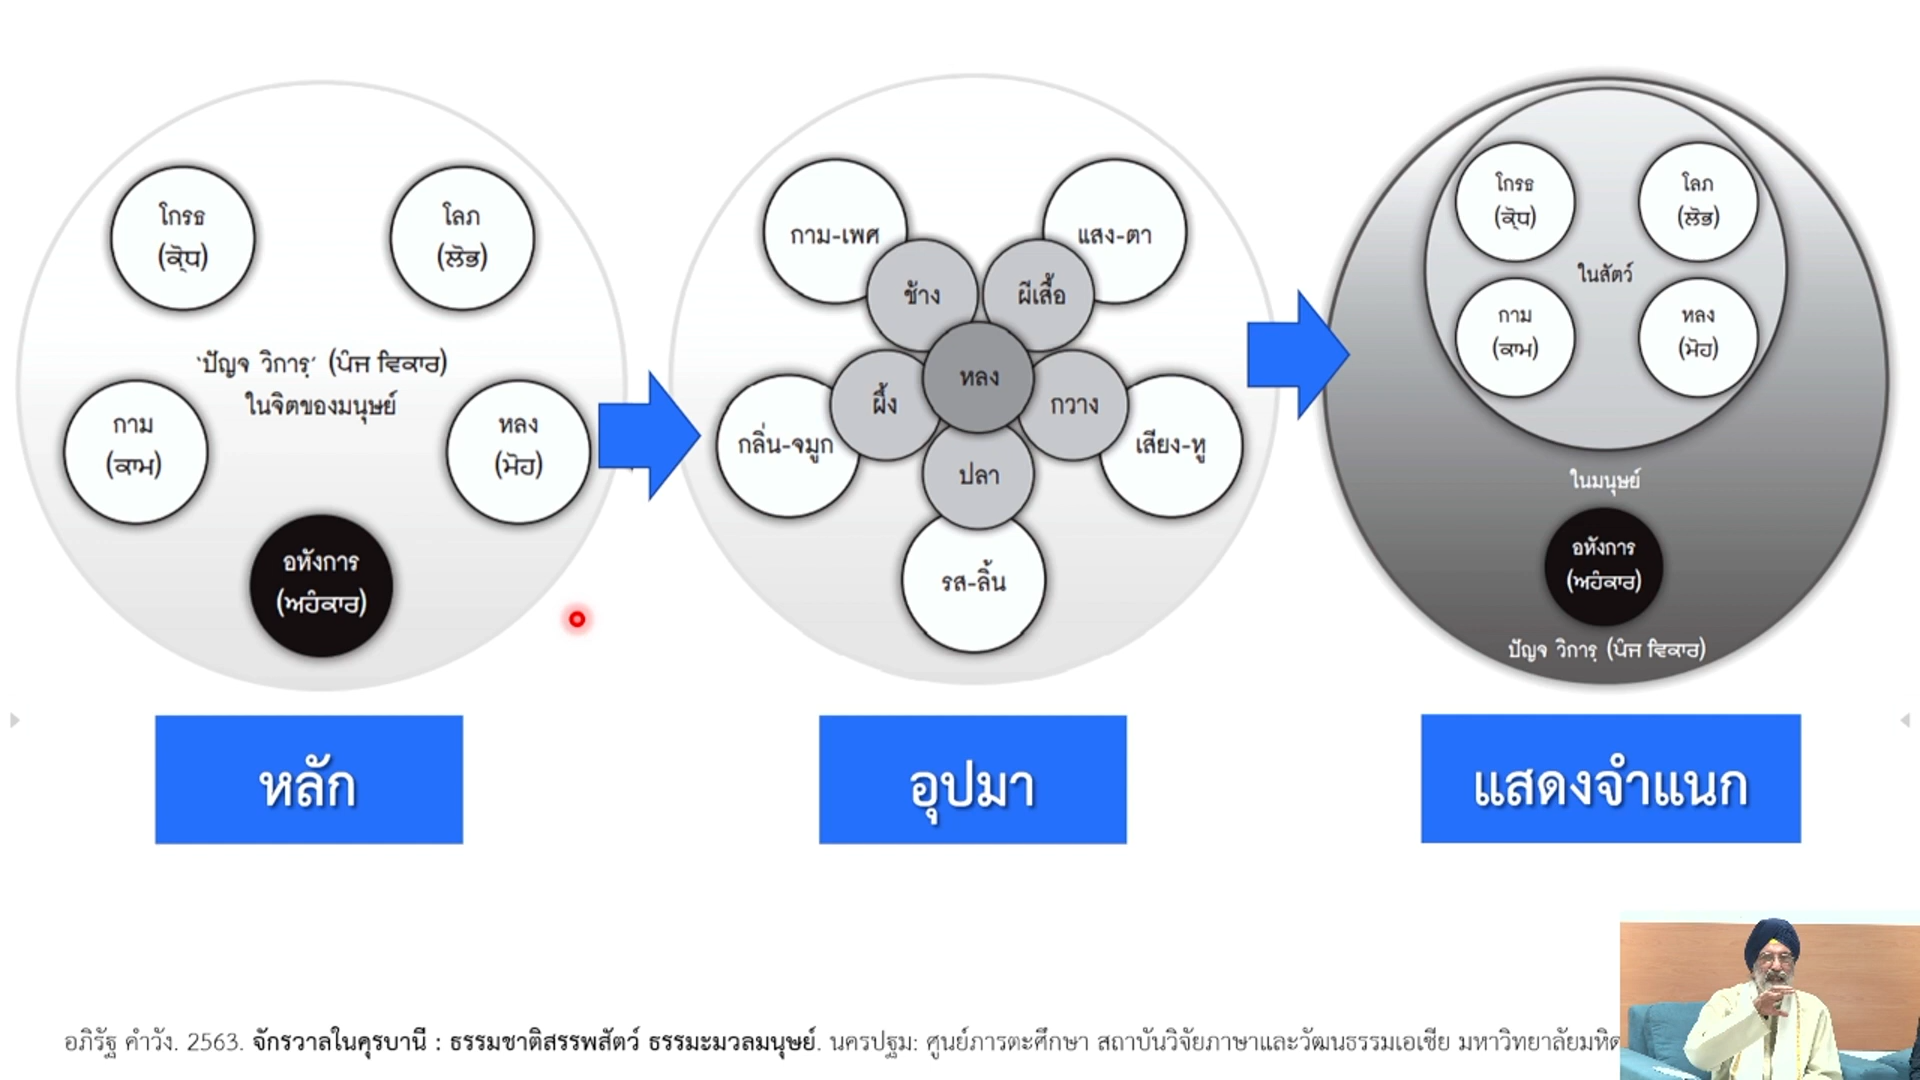 โกรธ
(ਕ੍ਰੋਧ)
โลภ
(ਲੋਭ)
'ปัญจ วิการฺ' (ਪੰਜ ਵਿਕਾਰ)
ในจิตของมนุษย์
กาม
(ਕਾਮ)
หลง
(ਮੋਹ)
อหังการ
(ਅਹੰਕਾਰ)
หลัก
กาม-เพศ
แสง-ตา
ช้าง
ผีเสื้อ
หลง
ผึ้ง
กวาง
กลิ่น-จมูก
เสียง-หู
ปลา
รส-ลิ้น
อุปมา
โกรธ
(ਕ੍ਰੋਧ)
โลภ
(ਲੋਭ)
ในสัตว์
กาม
(ਕਾਮ)
หลง
(ਮੋਹ)
ในมนุษย์
อหังการ
(ਅਹੰਕਾਰ)
ปัญจ วิการฺ (ਪੰਜ ਵਿਕਾਰ)
แสดงจำแนก
อภิรัฐ คำวัง. 2563. จักรวาลในคุรบานี : ธรรมชาติสรรพสัตว์ ธรรมะมวลมนุษย์. นครปฐม: ศูนย์ภารตะศึกษา สถาบันวิจัยภาษาและวัฒนธรรมเอเชีย มหาวิทยาลัยมหิด